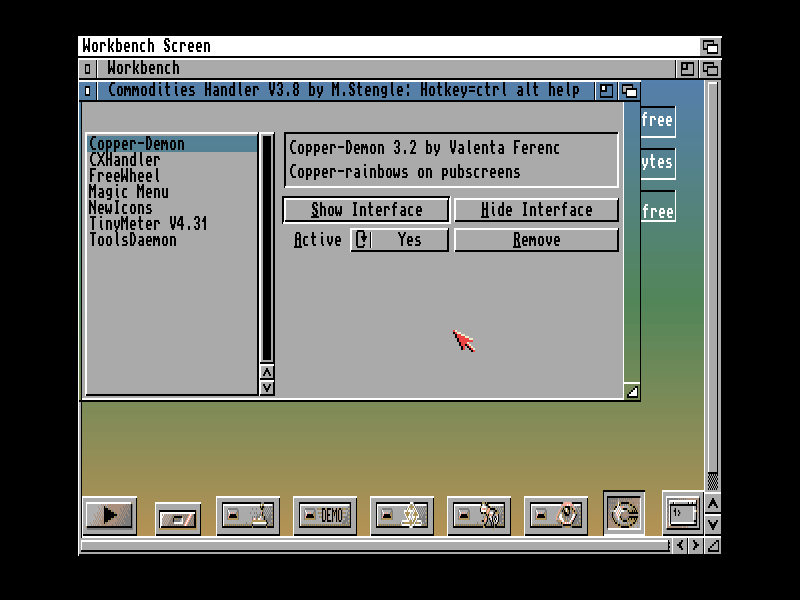 Workbench Screen
Workbench
Commodities Handler V3.8 by M.Stengle: Hotkey=ctrl alt help
free
Copper-Demon
CXHandler
FreeWheel
Magic Menu
NewIcons
TinyMeter V4.31
ToolsDaemon
Copper-Demon 3.2 by Valenta Ferenc
Copper-rainbows on pubscreens
ytes
Show Interface
Hide Interface
free
Active
Yes
Remove
DEMO
1>